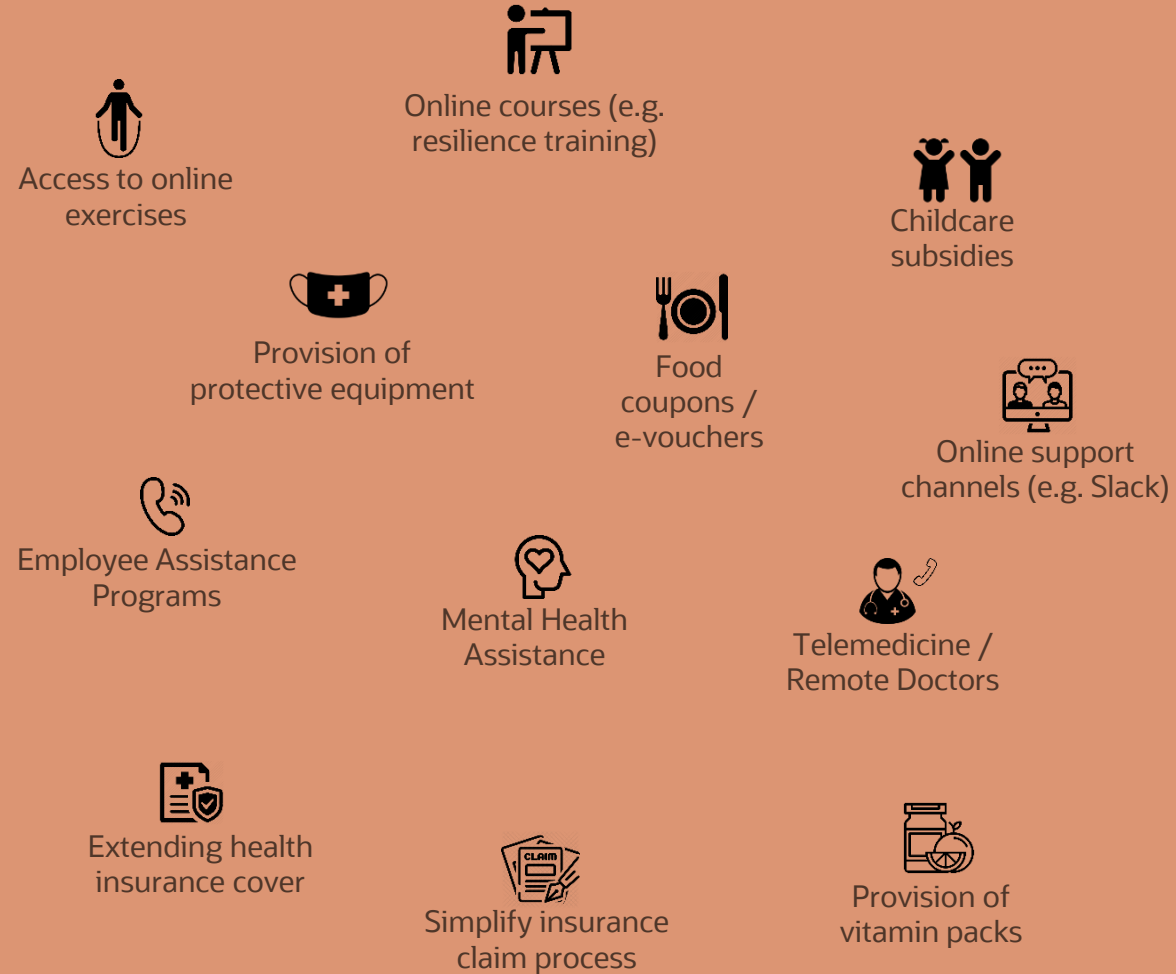 Online courses (e.g.
resilience training)
Access to online
exercises
Childcare
subsidies
Provision of
protective equipment
Food
coupons /
e-vouchers
Online support
channels (e.g. Slack)
Employee Assistance
Programs
Mental Health
Assistance
Telemedicine /
Remote Doctors
Extending health
insurance cover
CLAIM
Simplify insurance
claim process
Provision of
vitamin packs